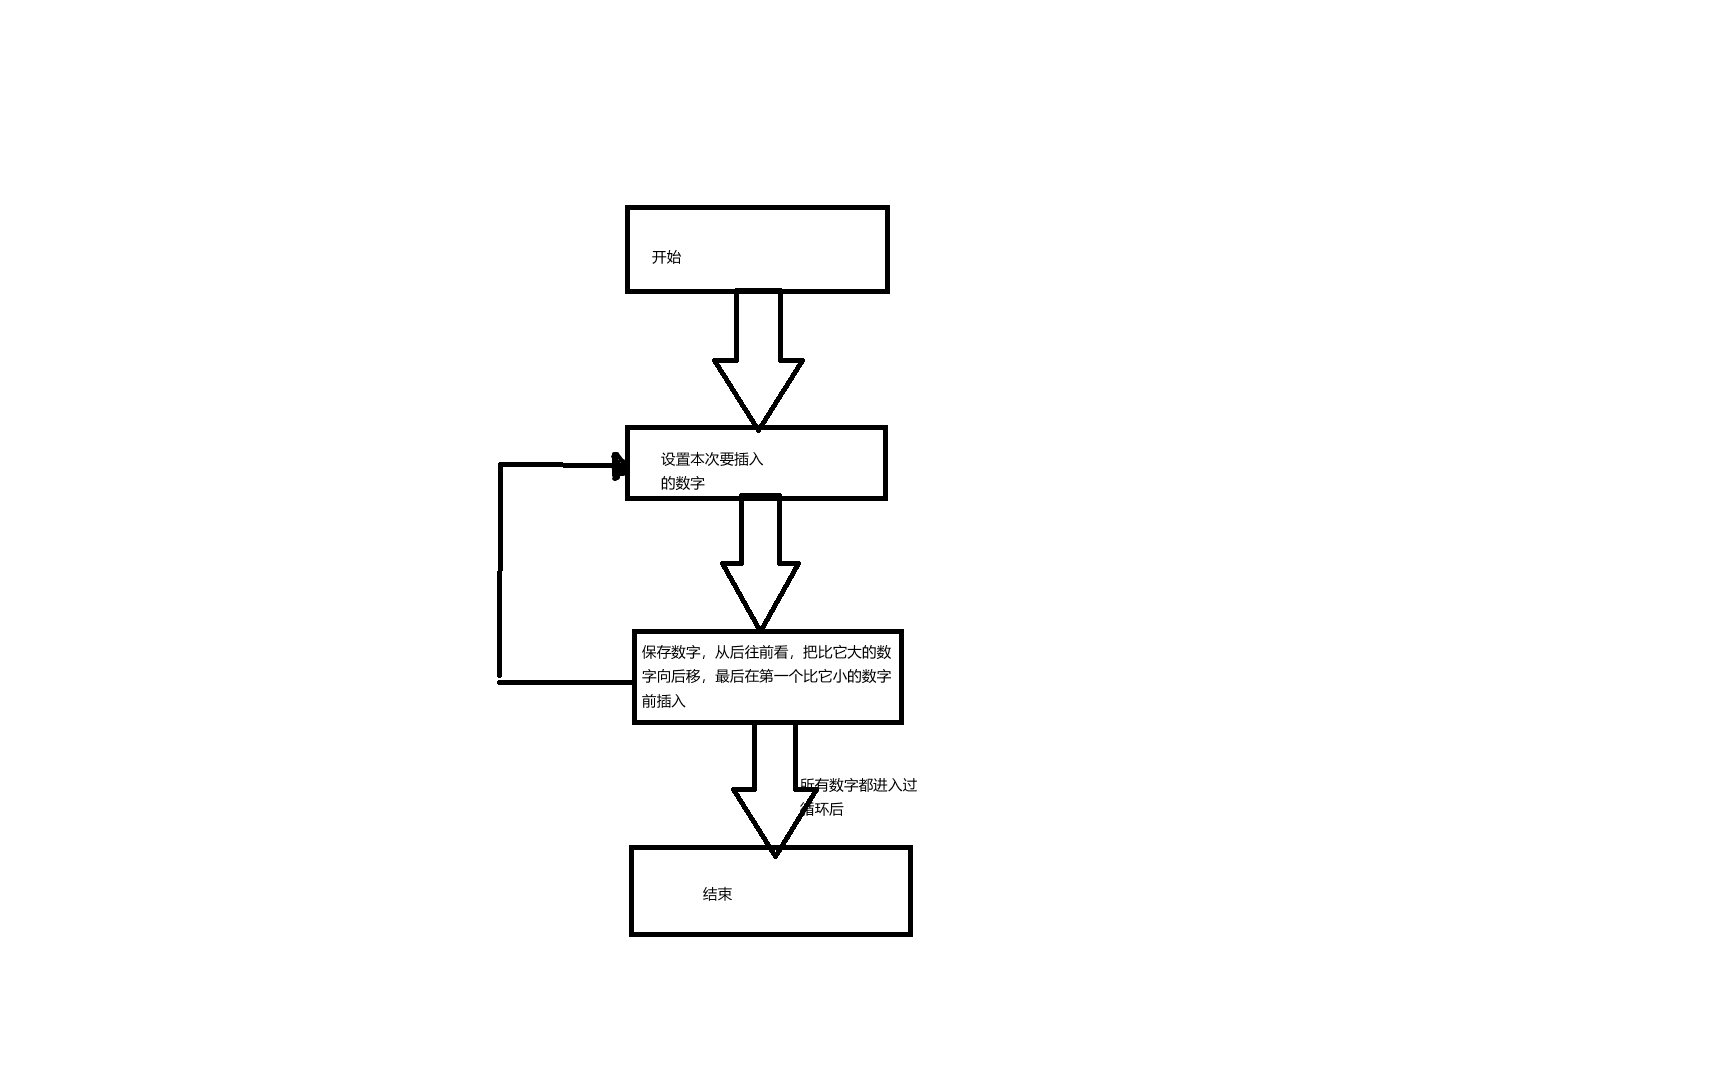 开始
设置本次要插入
的数字
保存数字，从后往前看，把比它大的数
字向后移，最后在第一个比它小的数字
前插入
所有数字都进入过
循环后
结束